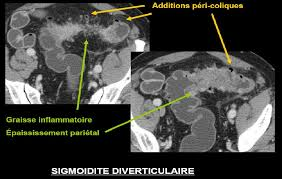 Additions péri-coliques
Graisse inflammatoire
Épaississement pariétal
SIGMOIDITE DIVERTICULAIRE